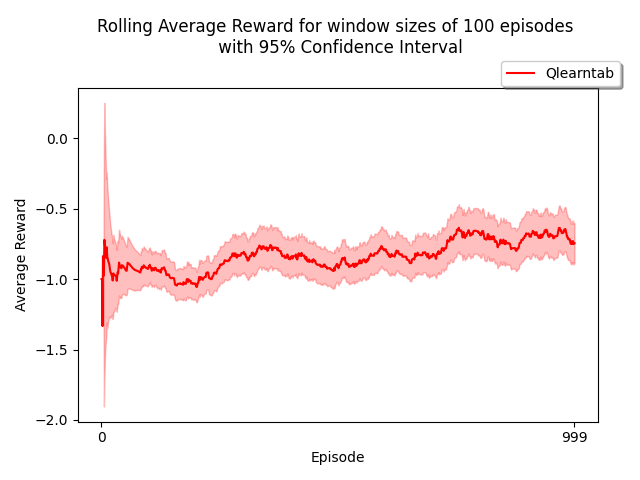 Rolling Average Reward for window sizes of 100 episodes
with 95% Confidence Interval
Qlearntab
0.0
−0.5
−1.0
−1.5
−2.0
Average Reward
0
999
Episode